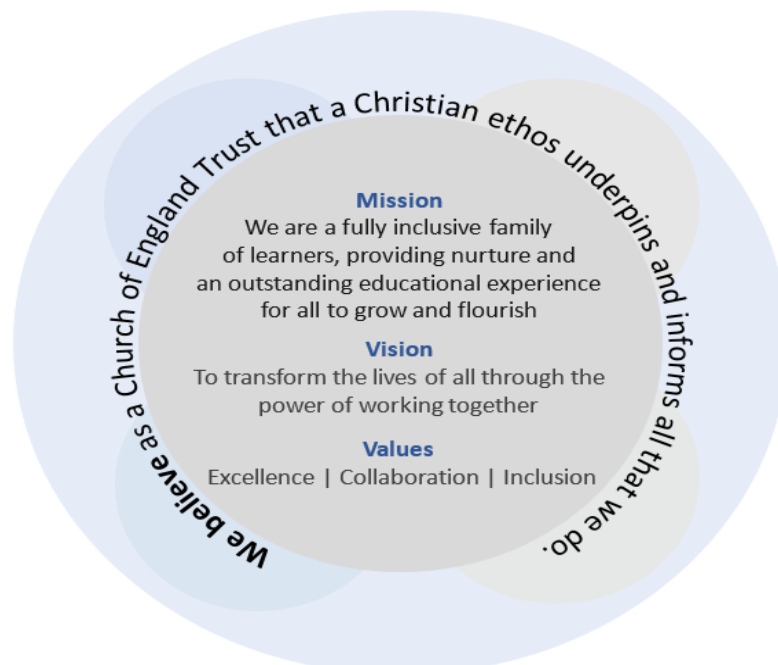 We believe as a Church of England Trust that a Christian ethos underpins and informs all that we do.
Mission
We are a fully inclusive family
of learners, providing nurture and
an outstanding educational experience
for all to grow and flourish
Vision
To transform the lives of all through the
power of working together
Values
Excellence | Collaboration | Inclusion